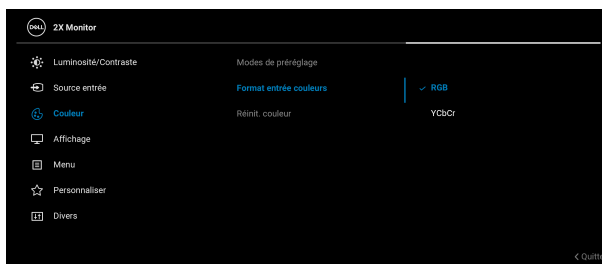 DELL 2X Monitor
Luminosité/Contraste Modes de préréglage
Source entrée Format entrée couleurs ✓ RGB
Couleur Réinit. couleur YCbCr
Affichage
Menu
Personnaliser
Divers
< Quitte